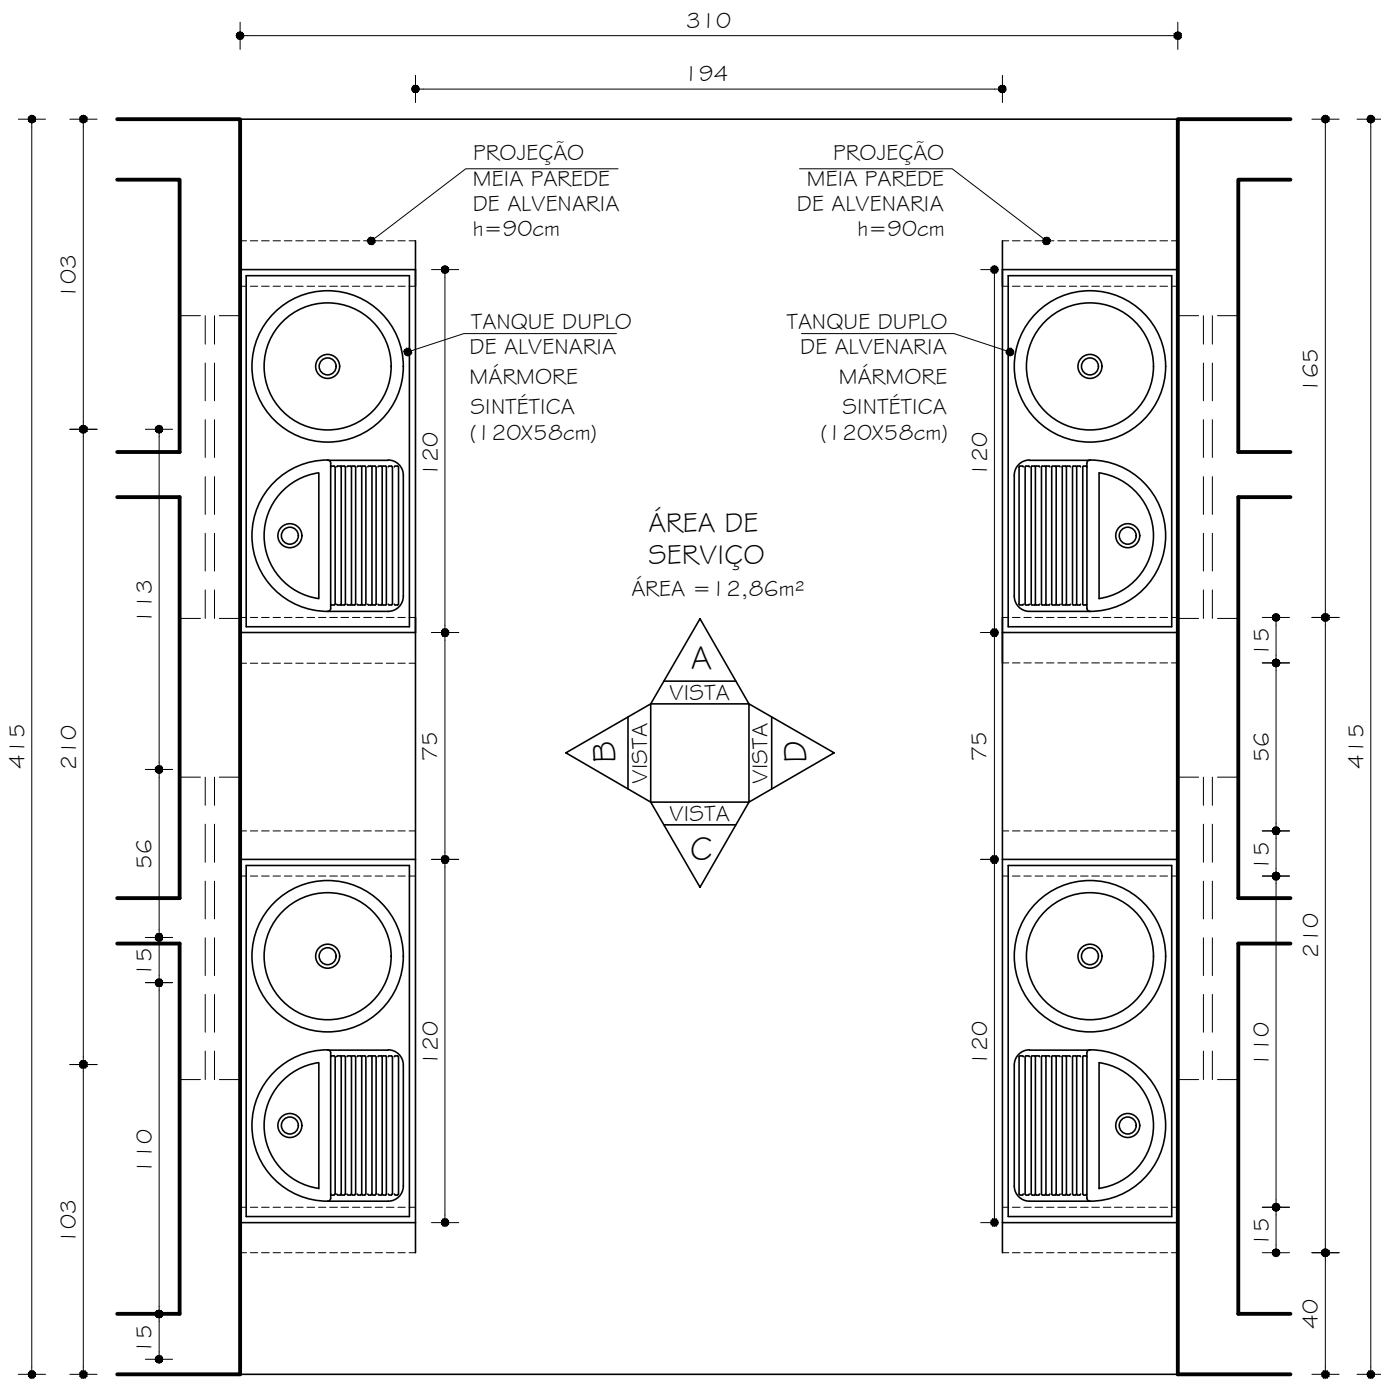 310
194
PROJEÇÃO
MEIA PAREDE
DE ALVENARIA
h=90cm
PROJEÇÃO
MEIA PAREDE
DE ALVENARIA
h=90cm
103
TANQUE DUPLO
DE ALVENARIA
MÁRMORE
SINTÉTICA
(120X58cm)
TANQUE DUPLO
DE ALVENARIA
MÁRMORE
SINTÉTICA
(120X58cm)
165
120
120
ÁREA DE
SERVIÇO
ÁREA =12,86m²
113
15
A
VISTA
415
210
75
B
VISTA
VISTA
D
75
56
415
VISTA
C
56
15
15
210
120
120
110
110
103
15
15
40